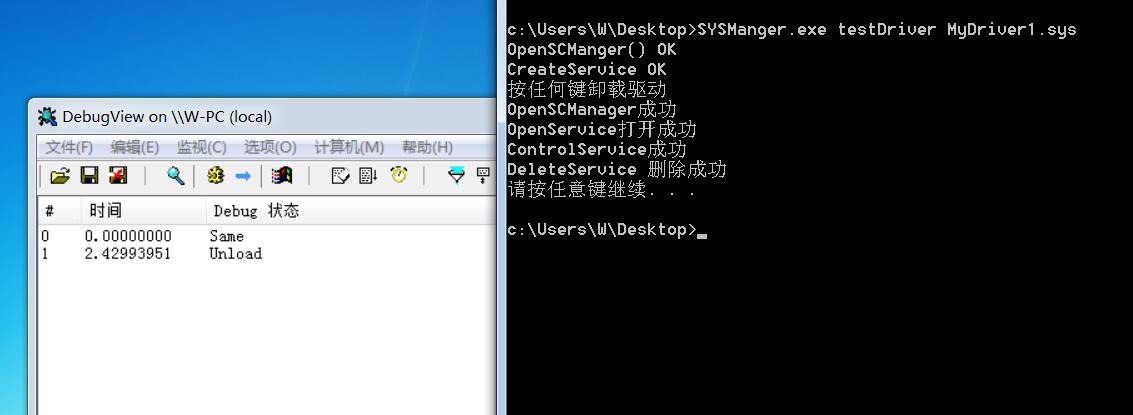 DebugView on \\W-PC (local)
文件(F) 编辑(E) 监视(C) 选项(O) 计算机(M) 帮助(H)
# 时间 Debug 状态
0 0.00000000 Same
1 2.42993951 Unload
c:\Users\W\Desktop>SYSManger.exe testDriver MyDriver1.sys
OpenSCManger() OK
CreateService OK
按任何键卸载驱动
OpenSCManager成功
OpenService打开成功
ControlService成功
DeleteService 删除成功
请按任意键继续. . .
c:\Users\W\Desktop>